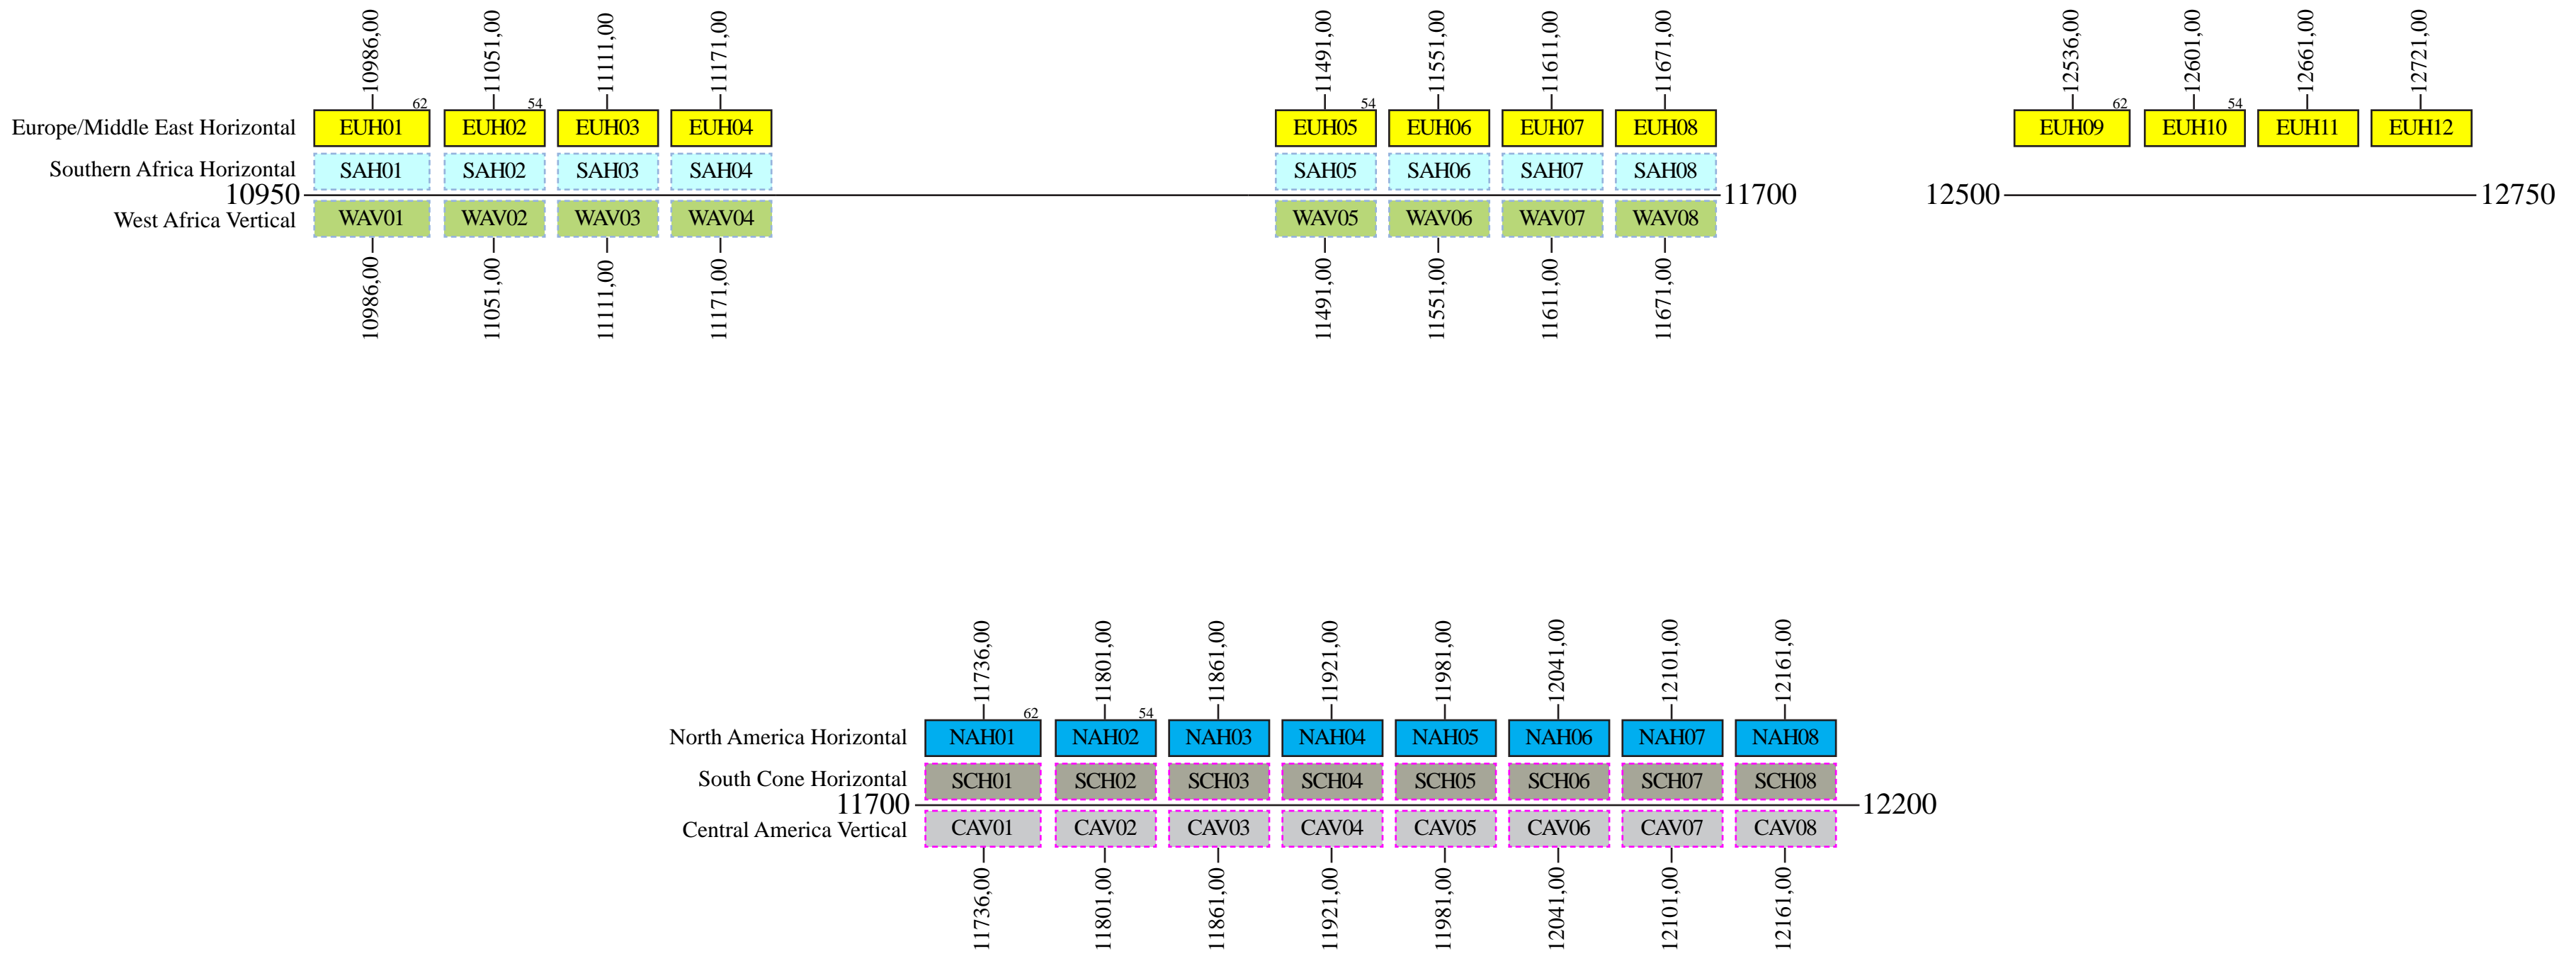 10986,00 11051,00 11111,00 11171,00 11491,00 11551,00 11611,00 11671,00 12536,00 12601,00 12661,00 12721,00
62 54 54 62 54
Europe/Middle East Horizontal EUH01 EUH02 EUH03 EUH04 EUH05 EUH06 EUH07 EUH08 EUH09 EUH10 EUH11 EUH12
Southern Africa Horizontal SAH01 SAH02 SAH03 SAH04 SAH05 SAH06 SAH07 SAH08
10950 11700 12500 12750
West Africa Vertical WAV01 WAV02 WAV03 WAV04 WAV05 WAV06 WAV07 WAV08
10986,00 11051,00 11111,00 11171,00 11491,00 11551,00 11611,00 11671,00
11736,00 11801,00 11861,00 11921,00 11981,00 12041,00 12101,00 12161,00
62 54
North America Horizontal NAH01 NAH02 NAH03 NAH04 NAH05 NAH06 NAH07 NAH08
South Cone Horizontal SCH01 SCH02 SCH03 SCH04 SCH05 SCH06 SCH07 SCH08
11700 12200
Central America Vertical CAV01 CAV02 CAV03 CAV04 CAV05 CAV06 CAV07 CAV08
11736,00 11801,00 11861,00 11921,00 11981,00 12041,00 12101,00 12161,00